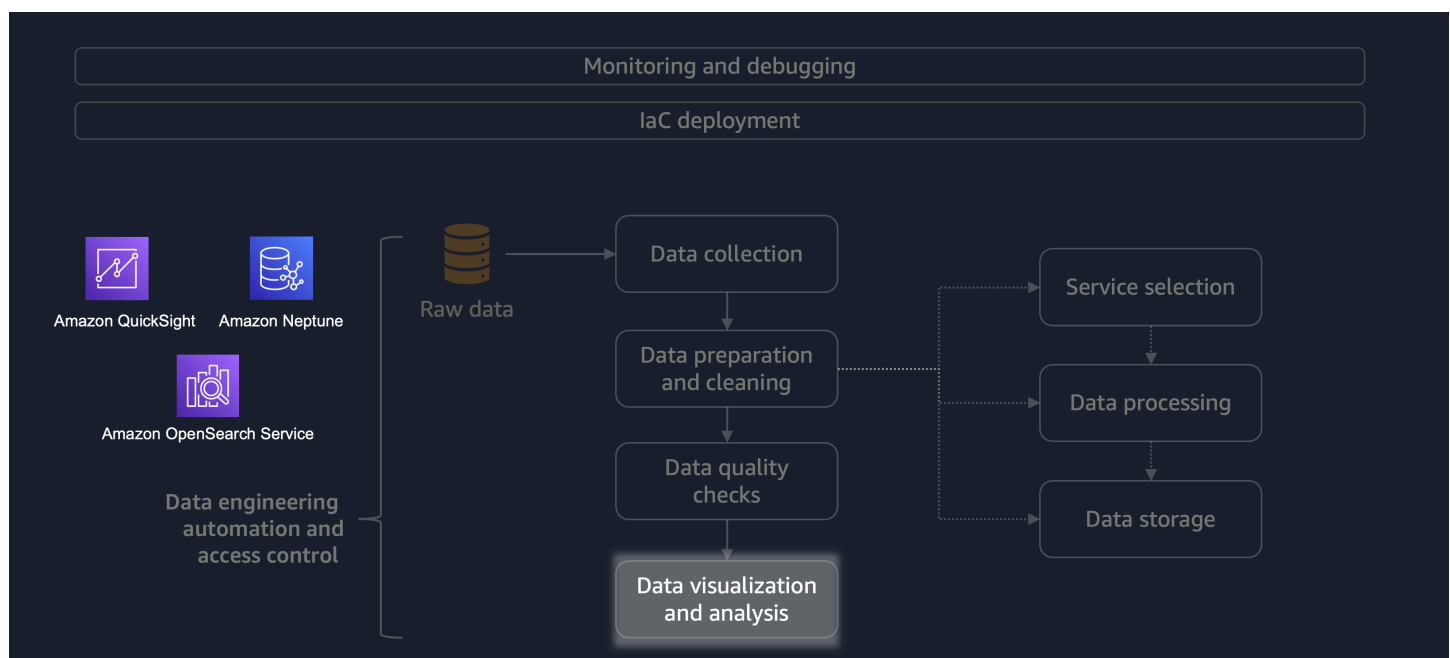 Monitoring and debugging
IaC deployment
Amazon QuickSight
Amazon Neptune
Amazon OpenSearch Service
Data engineering
automation and
access control
Raw data
Data collection
Data preparation
and cleaning
Data quality
checks
Data visualization
and analysis
Service selection
Data processing
Data storage